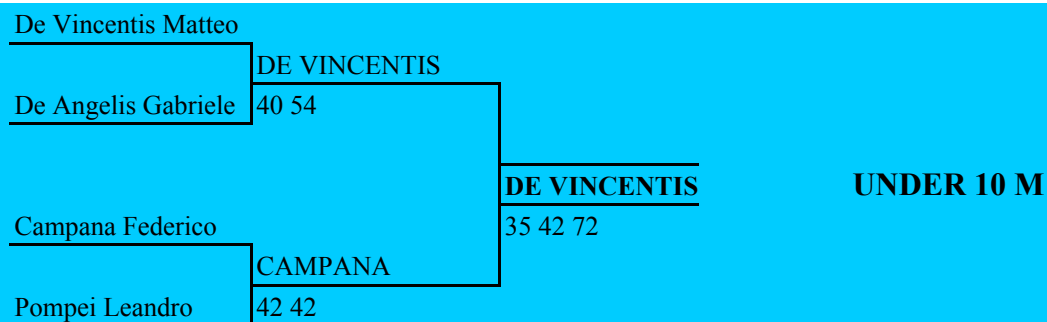 De Vincentis Matteo
DE VINCENTIS
De Angelis Gabriele
40 54
DE VINCENTIS
UNDER 10 M
Campana Federico
35 42 72
CAMPANA
Pompei Leandro
42 42